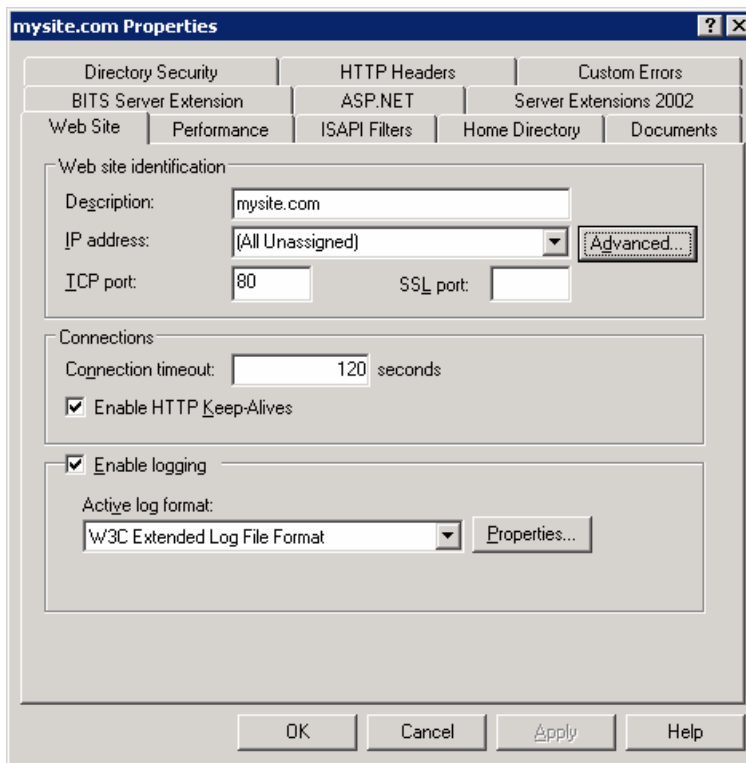 mysite.com Properties
Directory Security HTTP Headers Custom Errors
BITS Server Extension ASP.NET Server Extensions 2002
Web Site Performance ISAPI Filters Home Directory Documents
Web site identification
Description: mysite.com
IP address: (All Unassigned) Advanced...
TCP port: 80 SSL port:
Connections
Connection timeout: 120 seconds
Enable HTTP Keep-Alives
Enable logging
Active log format:
W3C Extended Log File Format Properties...
OK Cancel Apply Help